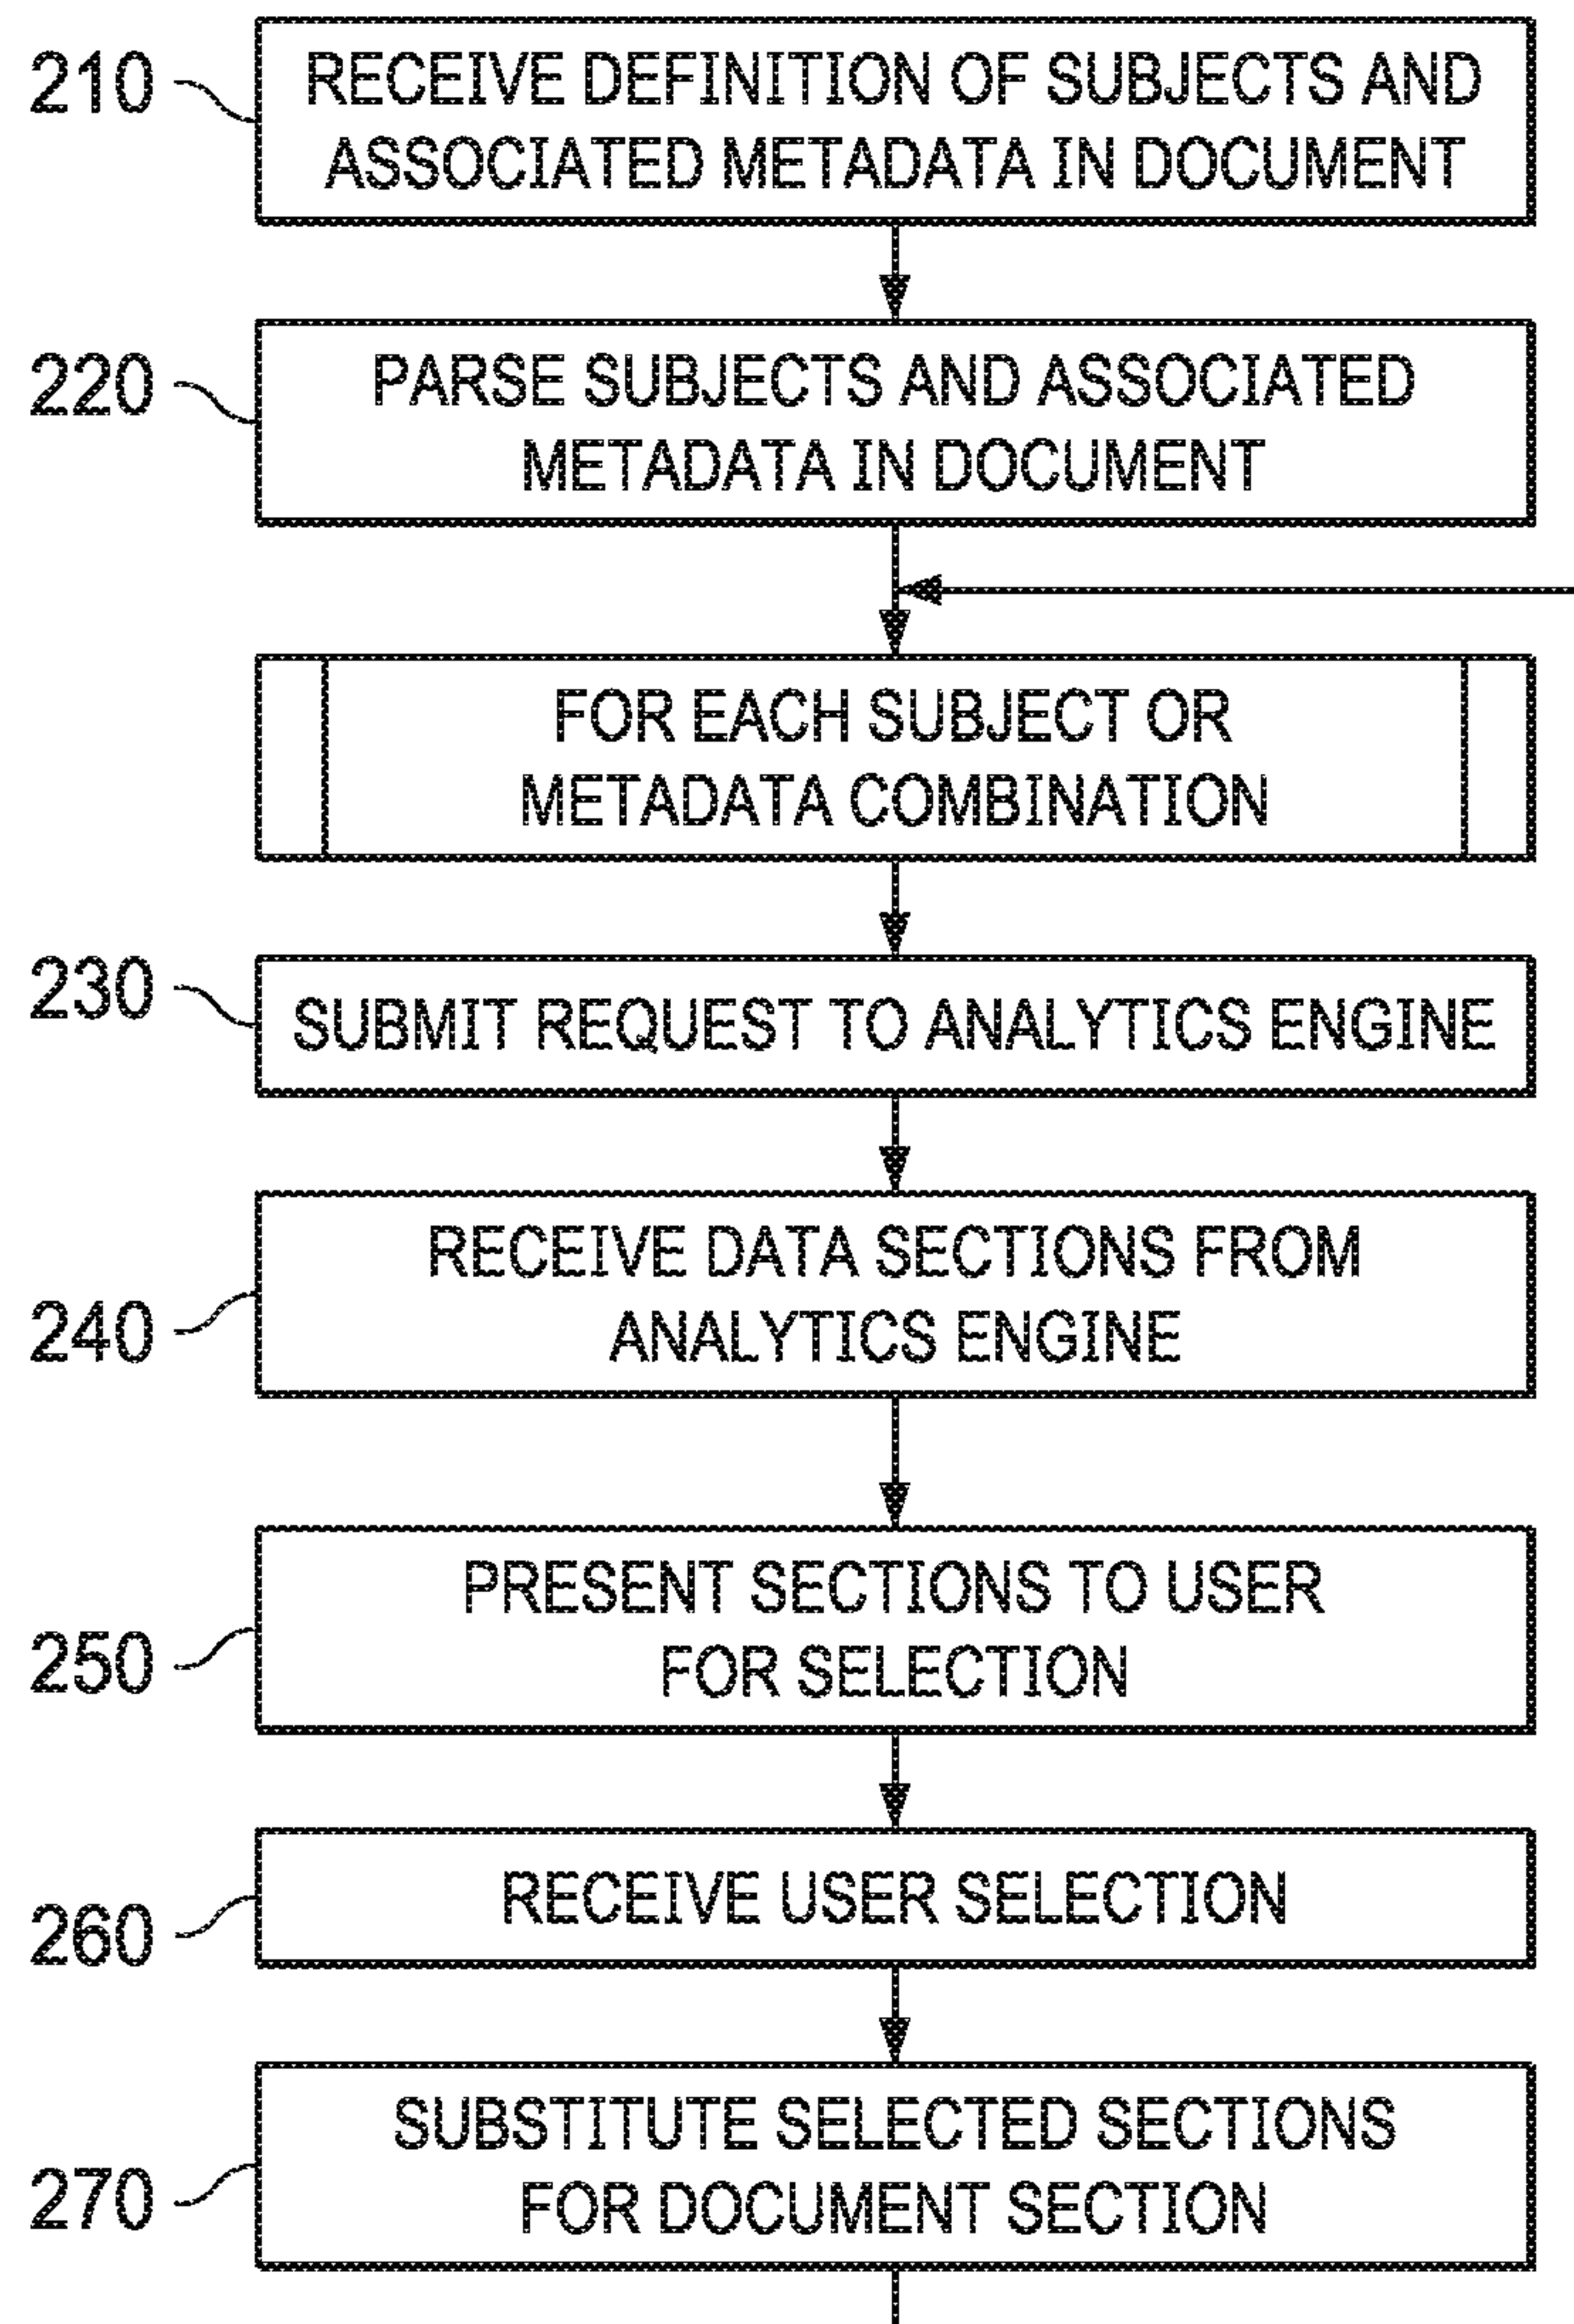 210
RECEIVE DEFINITION OF SUBJECTS AND
ASSOCIATED METADATA IN DOCUMENT
220
PARSE SUBJECTS AND ASSOCIATED
METADATA IN DOCUMENT
FOR EACH SUBJECT OR
METADATA COMBINATION
230
SUBMIT REQUEST TO ANALYTICS ENGINE
240
RECEIVE DATA SECTIONS FROM
ANALYTICS ENGINE
250
PRESENT SECTIONS TO USER
FOR SELECTION
260
RECEIVE USER SELECTION
270
SUBSTITUTE SELECTED SECTIONS
FOR DOCUMENT SECTION